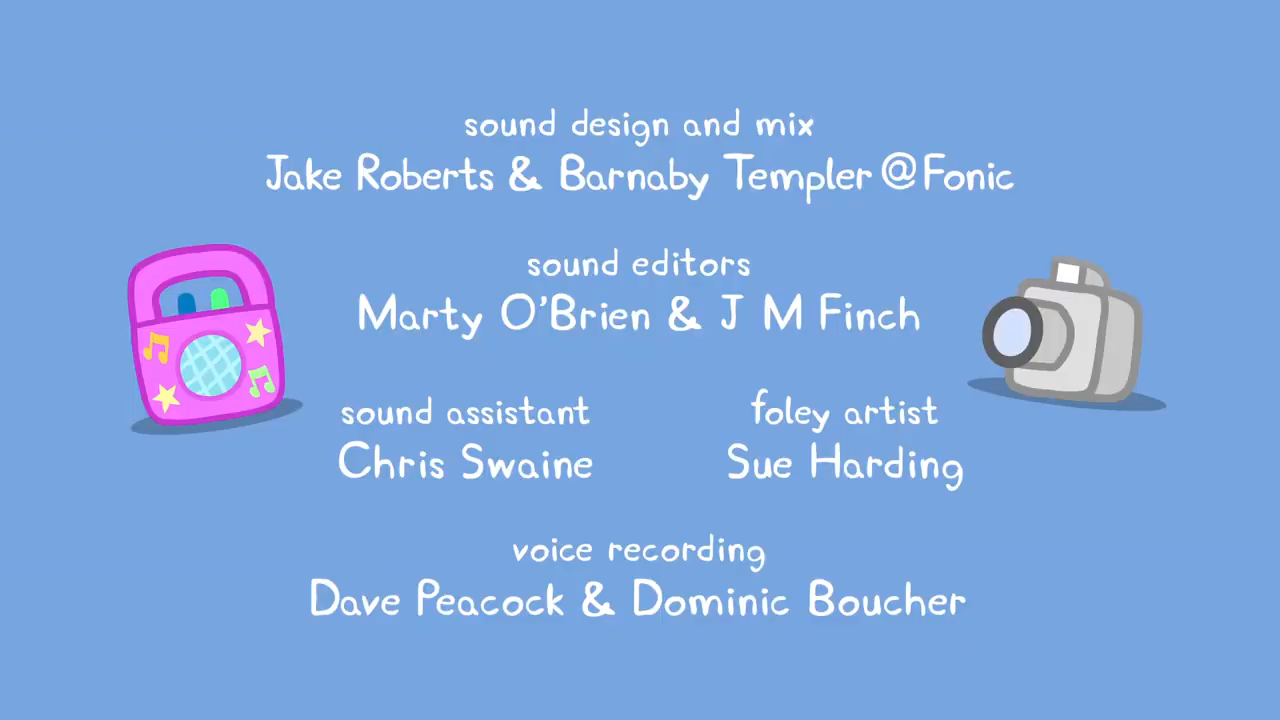 sound design and mix
Jake Roberts & Barnaby Templer @ Fonic
sound editors
Marty O'Brien & J M Finch
sound assistant
Chris Swaine
foley artist
Sue Harding
voice recording
Dave Peacock & Dominic Boucher